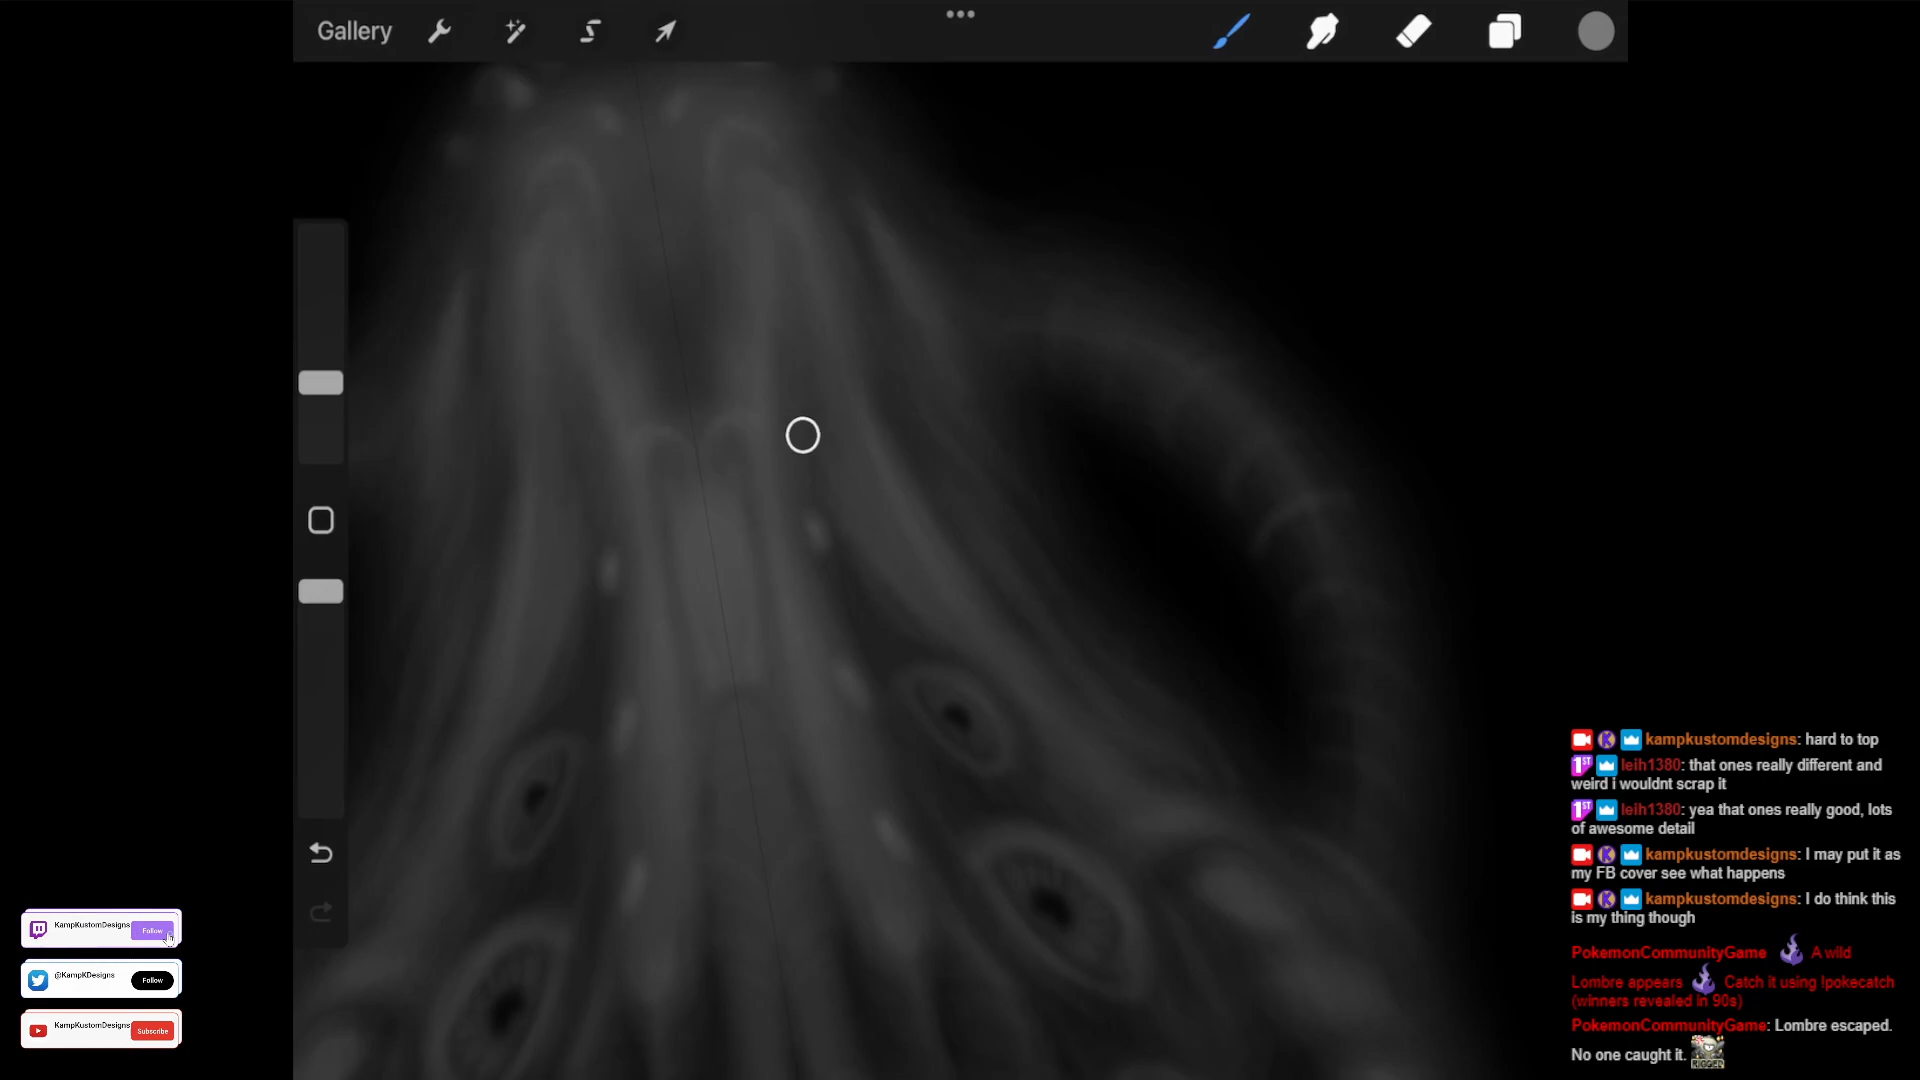 Gallery
kampkustomdesigns: hard to top
leih1380: that ones really different and
weird i wouldnt scrap it
leih1380: yea that ones really good, lots
of awesome detail
kampkustomdesigns: I may put it as
my FB cover see what happens
kampkustomdesigns: I do think this
is my thing though
PokemonCommunityGame A wild
Lombre appears Catch it using !pokecatch
(winners revealed in 90s)
PokemonCommunityGame: Lombre escaped.
No one caught it. RIGGED
KampKustomDesigns Follow
@KampKDesigns Follow
KampKustomDesigns Subscribe